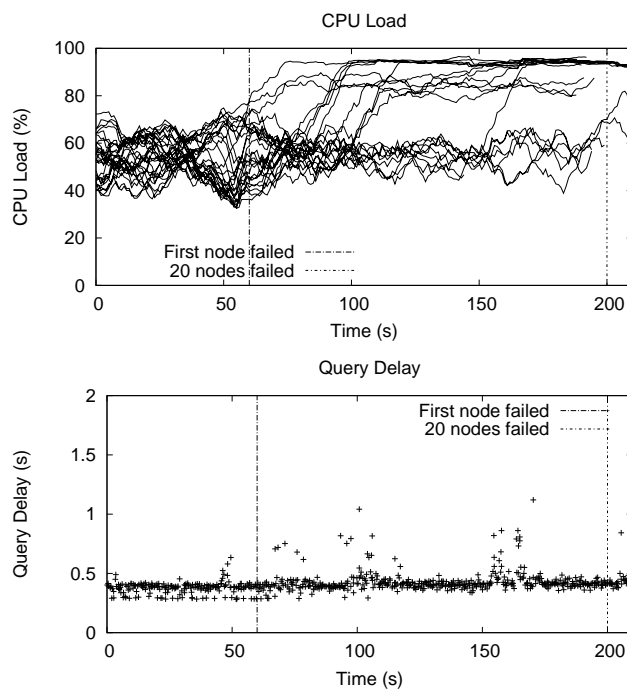 CPU Load
100
80
60
40
20
0
CPU Load (%)
First node failed
20 nodes failed
0 50 100 150 200
Time (s)
Query Delay
2
1.5
1
0.5
0
Query Delay (s)
First node failed
20 nodes failed
0 50 100 150 200
Time (s)